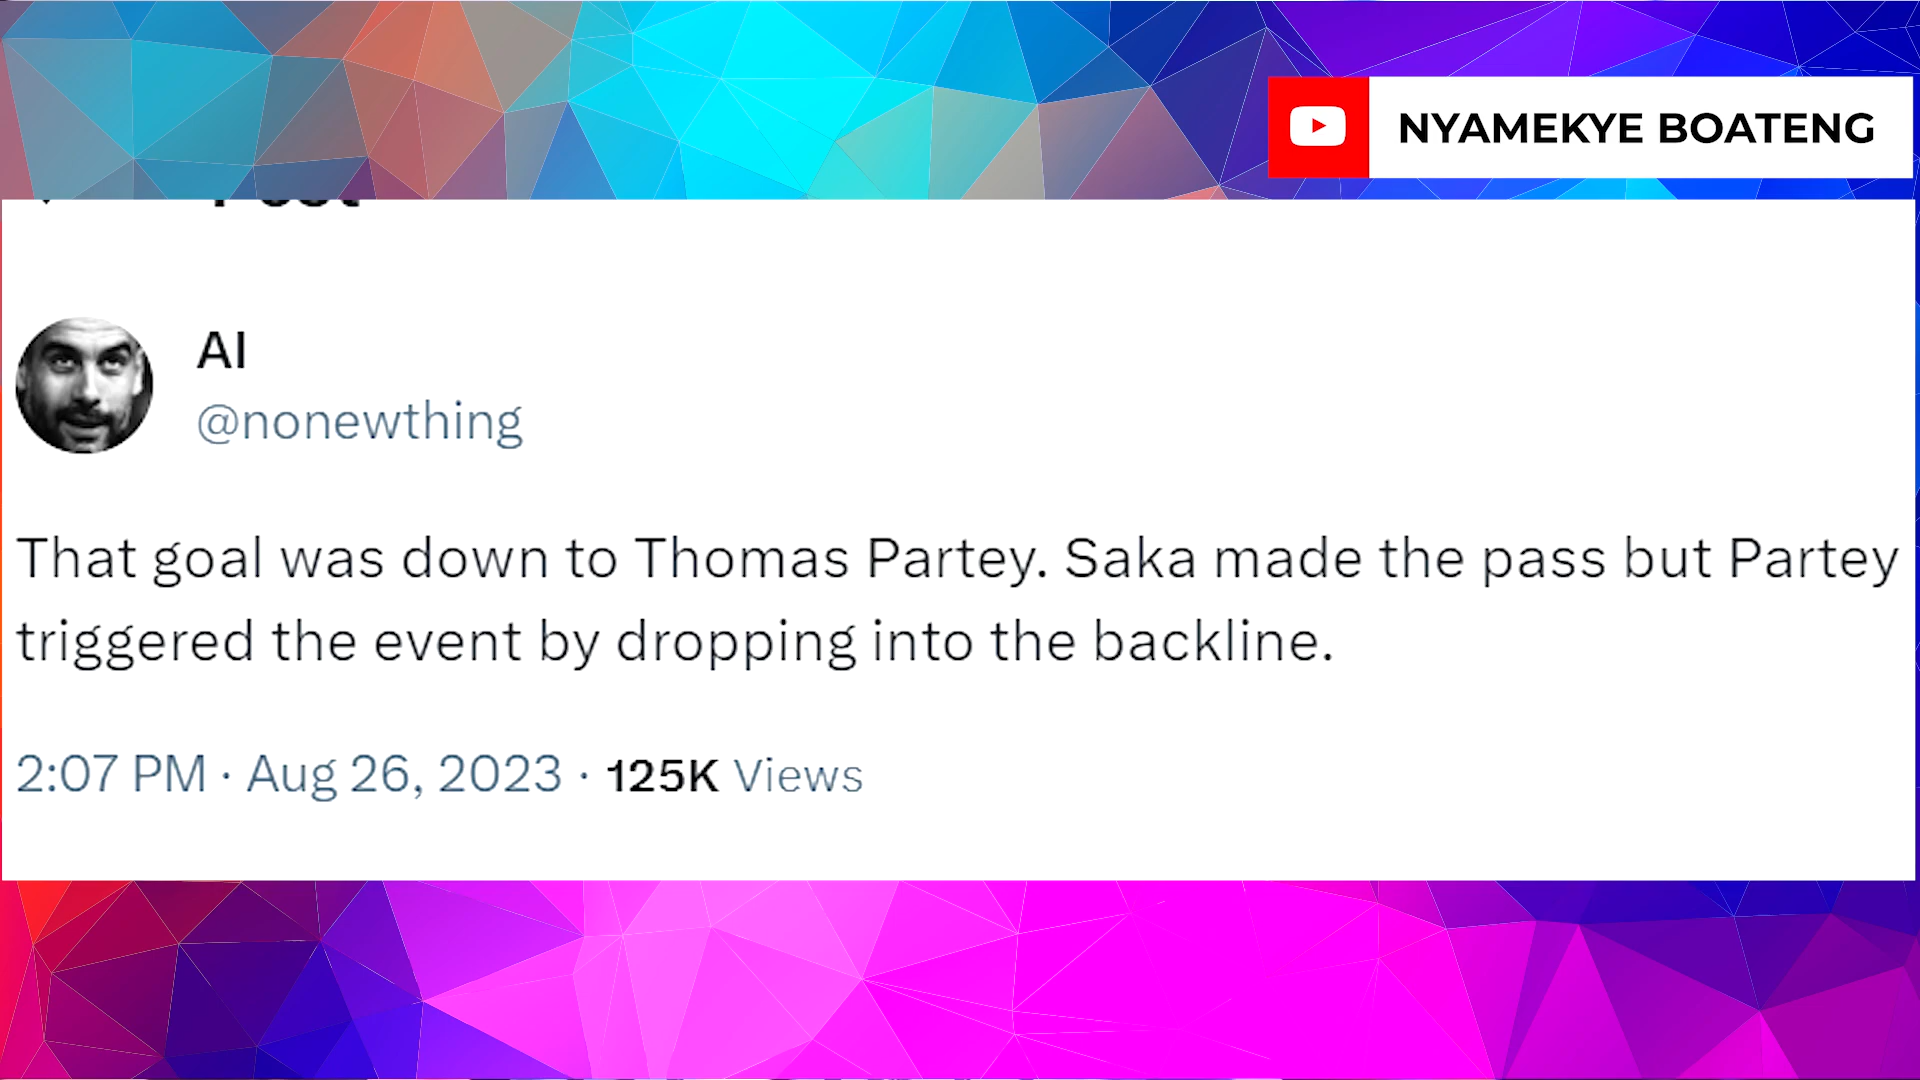 NYAMEKYE BOATENG
Al
@nonewthing
That goal was down to Thomas Partey. Saka made the pass but Partey
triggered the event by dropping into the backline.
2:07 PM · Aug 26, 2023 · 125K Views